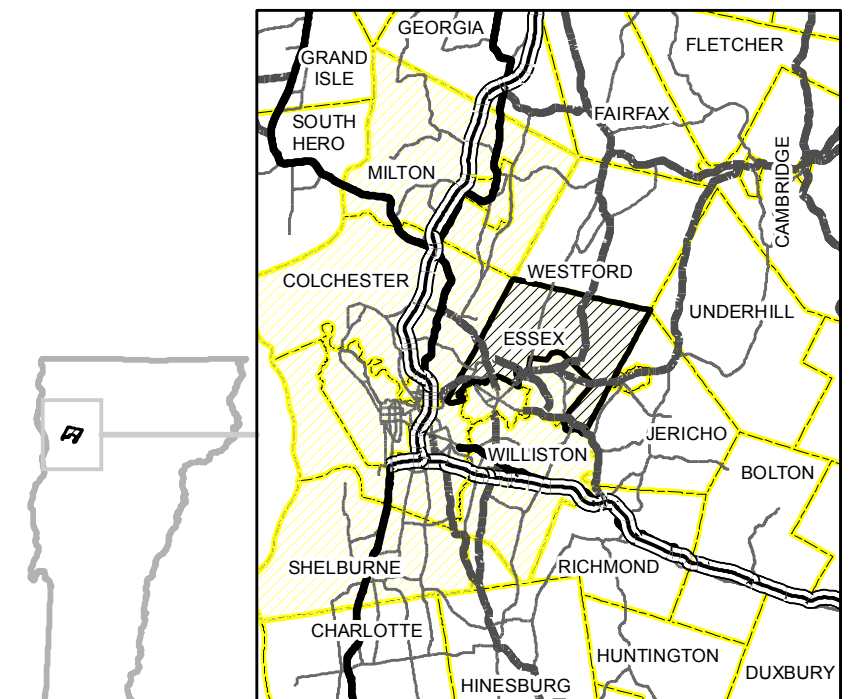 GEORGIA
FLETCHER
GRAND
ISLE
FAIRFAX
SOUTH
HERO
CAMBRIDGE
MILTON
WESTFORD
COLCHESTER
UNDERHILL
ESSEX
JERICHO
WILLISTON
BOLTON
SHELBURNE
RICHMOND
CHARLOTTE
HUNTINGTON
DUXBURY
HINESBURG